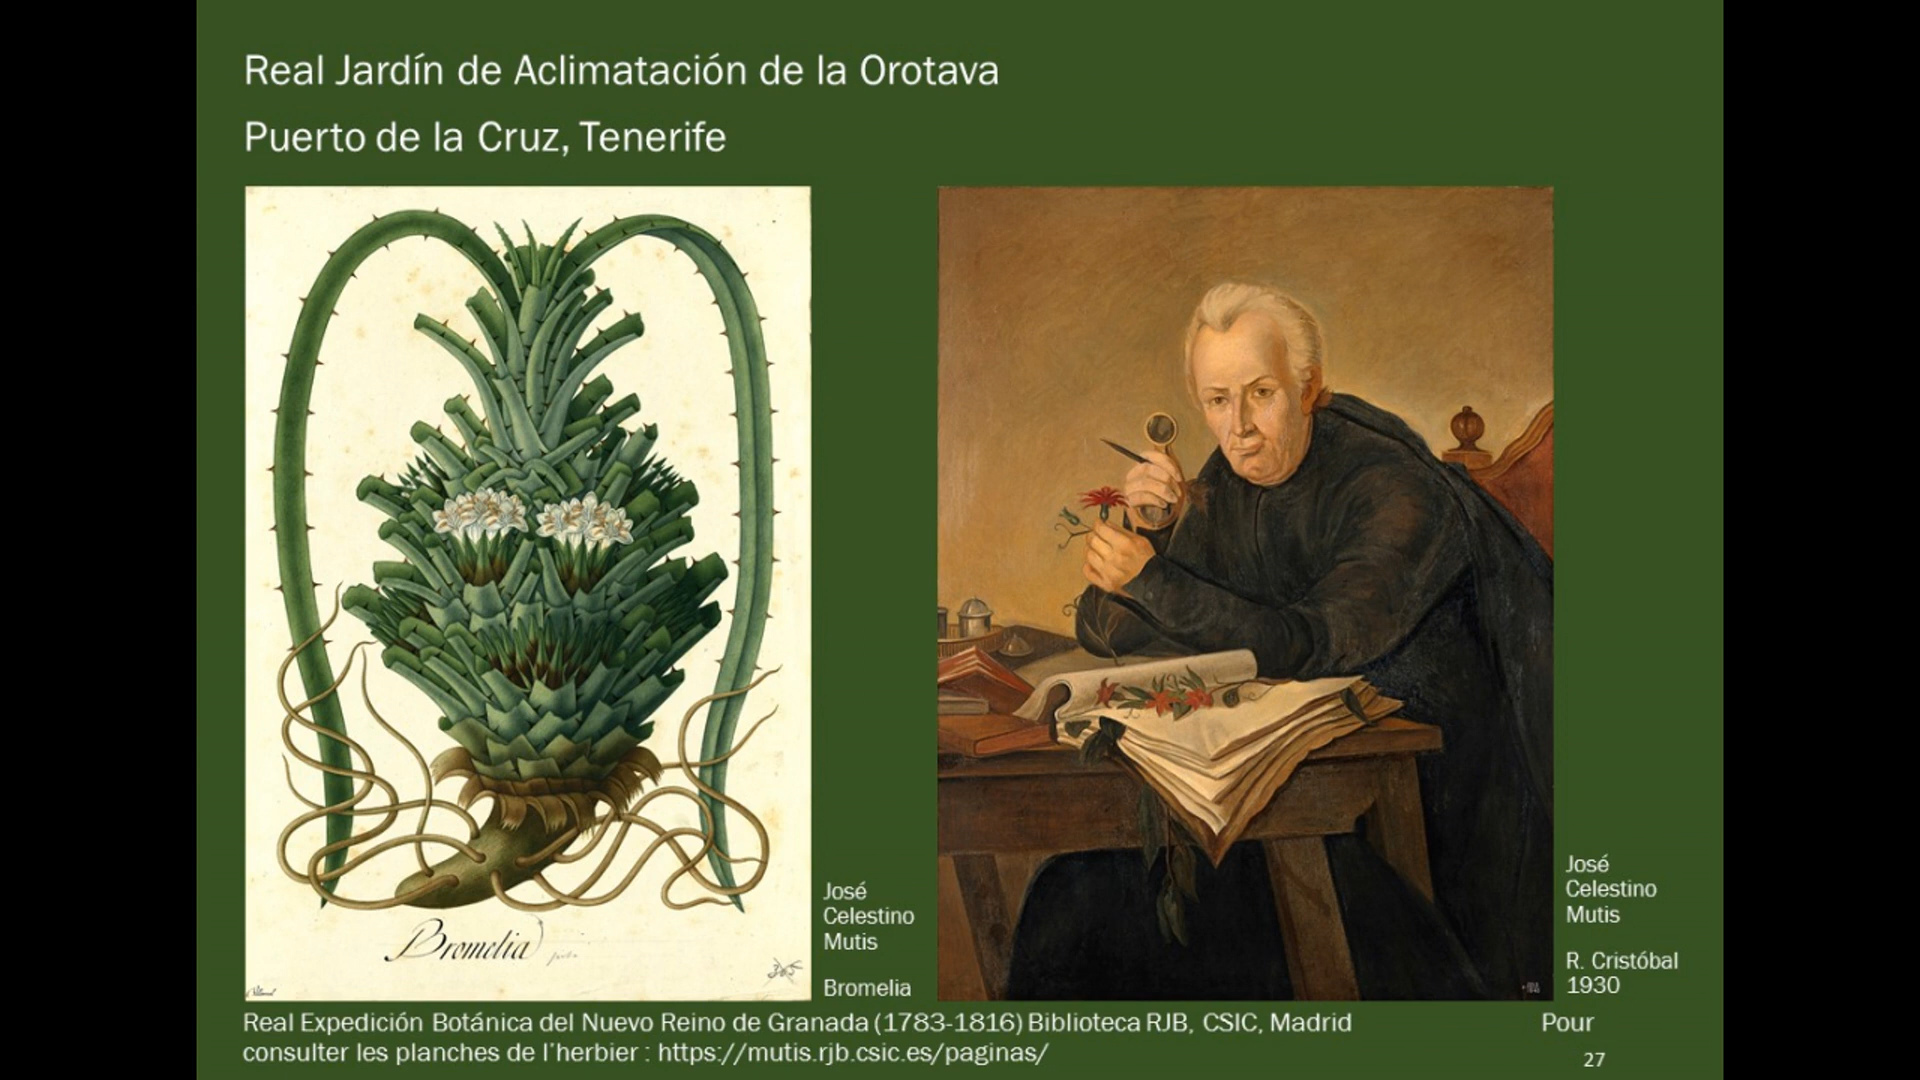 Real Jardín de Aclimatación de la Orotava
Puerto de la Cruz, Tenerife
Bromelia
365
José
Celestino
Mutis
Bromelia
José
Celestino
Mutis
R. Cristóbal
1930
Real Expedición Botánica del Nuevo Reino de Granada (1783-1816) Biblioteca RJB, CSIC, Madrid Pour
consulter les planches de l'herbier : https://mutis.rjb.csic.es/paginas/
27